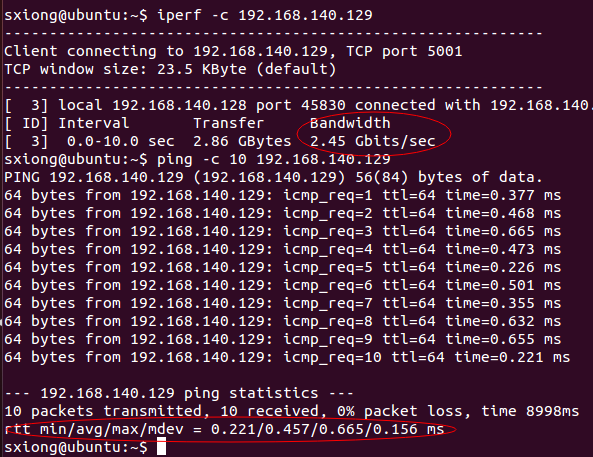 sxiong@ubuntu:~$ iperf -c 192.168.140.129
------------------------------------------------------------
Client connecting to 192.168.140.129, TCP port 5001
TCP window size: 23.5 KByte (default)
------------------------------------------------------------
[  3] local 192.168.140.128 port 45830 connected with 192.168.140.
[ ID] Interval       Transfer     Bandwidth
[  3]  0.0-10.0 sec  2.86 GBytes  2.45 Gbits/sec
sxiong@ubuntu:~$ ping -c 10 192.168.140.129
PING 192.168.140.129 (192.168.140.129) 56(84) bytes of data.
64 bytes from 192.168.140.129: icmp_req=1 ttl=64 time=0.377 ms
64 bytes from 192.168.140.129: icmp_req=2 ttl=64 time=0.468 ms
64 bytes from 192.168.140.129: icmp_req=3 ttl=64 time=0.665 ms
64 bytes from 192.168.140.129: icmp_req=4 ttl=64 time=0.473 ms
64 bytes from 192.168.140.129: icmp_req=5 ttl=64 time=0.226 ms
64 bytes from 192.168.140.129: icmp_req=6 ttl=64 time=0.501 ms
64 bytes from 192.168.140.129: icmp_req=7 ttl=64 time=0.355 ms
64 bytes from 192.168.140.129: icmp_req=8 ttl=64 time=0.632 ms
64 bytes from 192.168.140.129: icmp_req=9 ttl=64 time=0.655 ms
64 bytes from 192.168.140.129: icmp_req=10 ttl=64 time=0.221 ms
--- 192.168.140.129 ping statistics ---
10 packets transmitted, 10 received, 0% packet loss, time 8998ms
rtt min/avg/max/mdev = 0.221/0.457/0.665/0.156 ms
sxiong@ubuntu:~$